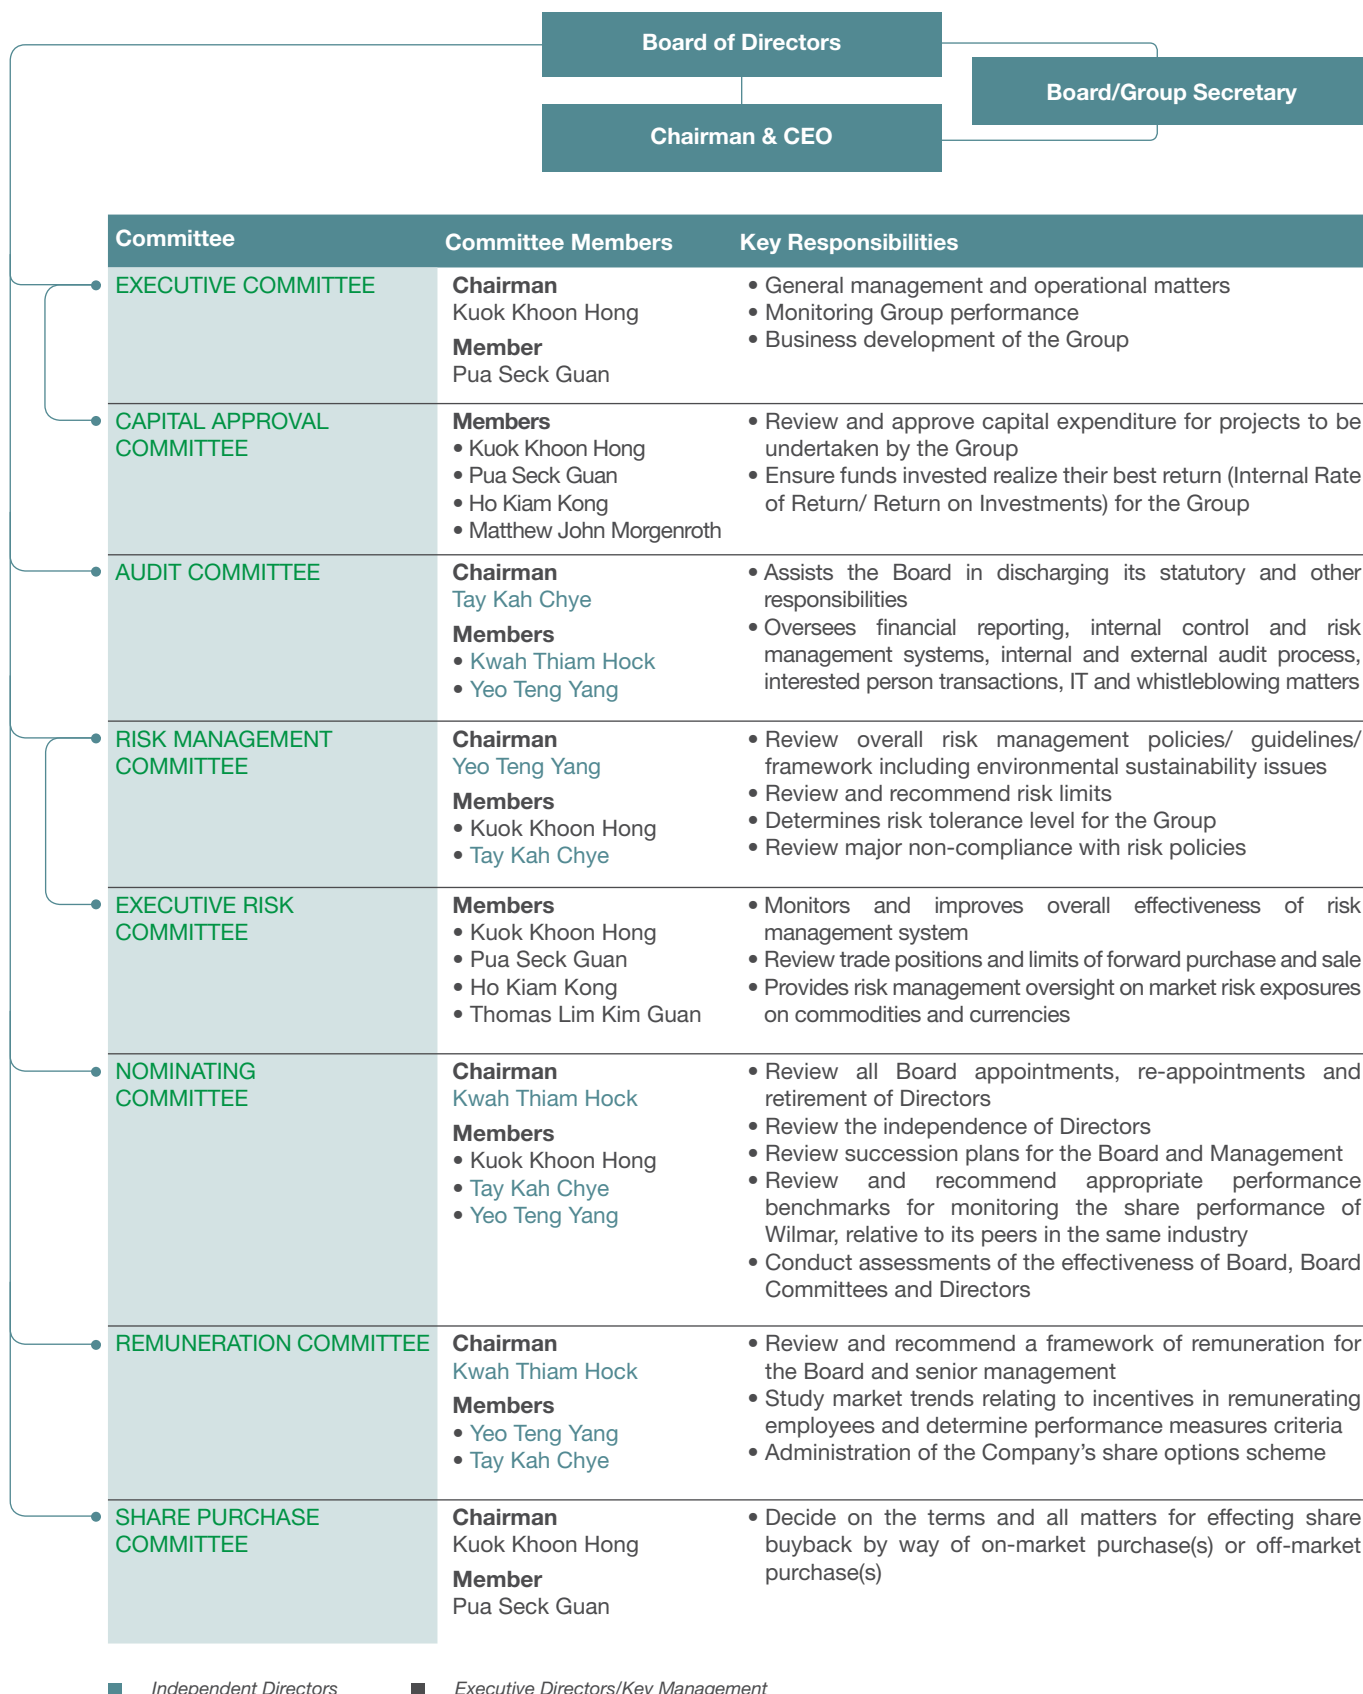 Board of Directors
Board/Group Secretary
Chairman & CEO
Committee
Committee Members
Key Responsibilities
EXECUTIVE COMMITTEE
Chairman
Kuok Khoon Hong
Member
Pua Seck Guan
• General management and operational matters
• Monitoring Group performance
• Business development of the Group
CAPITAL APPROVAL
COMMITTEE
Members
• Kuok Khoon Hong
• Pua Seck Guan
• Ho Kiam Kong
• Matthew John Morgenroth
• Review and approve capital expenditure for projects to be
undertaken by the Group
• Ensure funds invested realize their best return (Internal Rate
of Return/ Return on Investments) for the Group
AUDIT COMMITTEE
Chairman
Tay Kah Chye
Members
• Kwah Thiam Hock
• Yeo Teng Yang
• Assists the Board in discharging its statutory and other
responsibilities
• Oversees financial reporting, internal control and risk
management systems, internal and external audit process,
interested person transactions, IT and whistleblowing matters
RISK MANAGEMENT
COMMITTEE
Chairman
Yeo Teng Yang
Members
• Kuok Khoon Hong
• Tay Kah Chye
• Review overall risk management policies/ guidelines/
framework including environmental sustainability issues
• Review and recommend risk limits
• Determines risk tolerance level for the Group
• Review major non-compliance with risk policies
EXECUTIVE RISK
COMMITTEE
Members
• Kuok Khoon Hong
• Pua Seck Guan
• Ho Kiam Kong
• Thomas Lim Kim Guan
• Monitors and improves overall effectiveness of risk
management system
• Review trade positions and limits of forward purchase and sale
• Provides risk management oversight on market risk exposures
on commodities and currencies
NOMINATING
COMMITTEE
Chairman
Kwah Thiam Hock
Members
• Kuok Khoon Hong
• Tay Kah Chye
• Yeo Teng Yang
• Review all Board appointments, re-appointments and
retirement of Directors
• Review the independence of Directors
• Review succession plans for the Board and Management
• Review and recommend appropriate performance
benchmarks for monitoring the share performance of
Wilmar, relative to its peers in the same industry
• Conduct assessments of the effectiveness of Board, Board
Committees and Directors
REMUNERATION COMMITTEE
Chairman
Kwah Thiam Hock
Members
• Yeo Teng Yang
• Tay Kah Chye
• Review and recommend a framework of remuneration for
the Board and senior management
• Study market trends relating to incentives in remunerating
employees and determine performance measures criteria
• Administration of the Company's share options scheme
SHARE PURCHASE
COMMITTEE
Chairman
Kuok Khoon Hong
Member
Pua Seck Guan
• Decide on the terms and all matters for effecting share
buyback by way of on-market purchase(s) or off-market
purchase(s)
Independent Directors
Executive Directors/Key Management